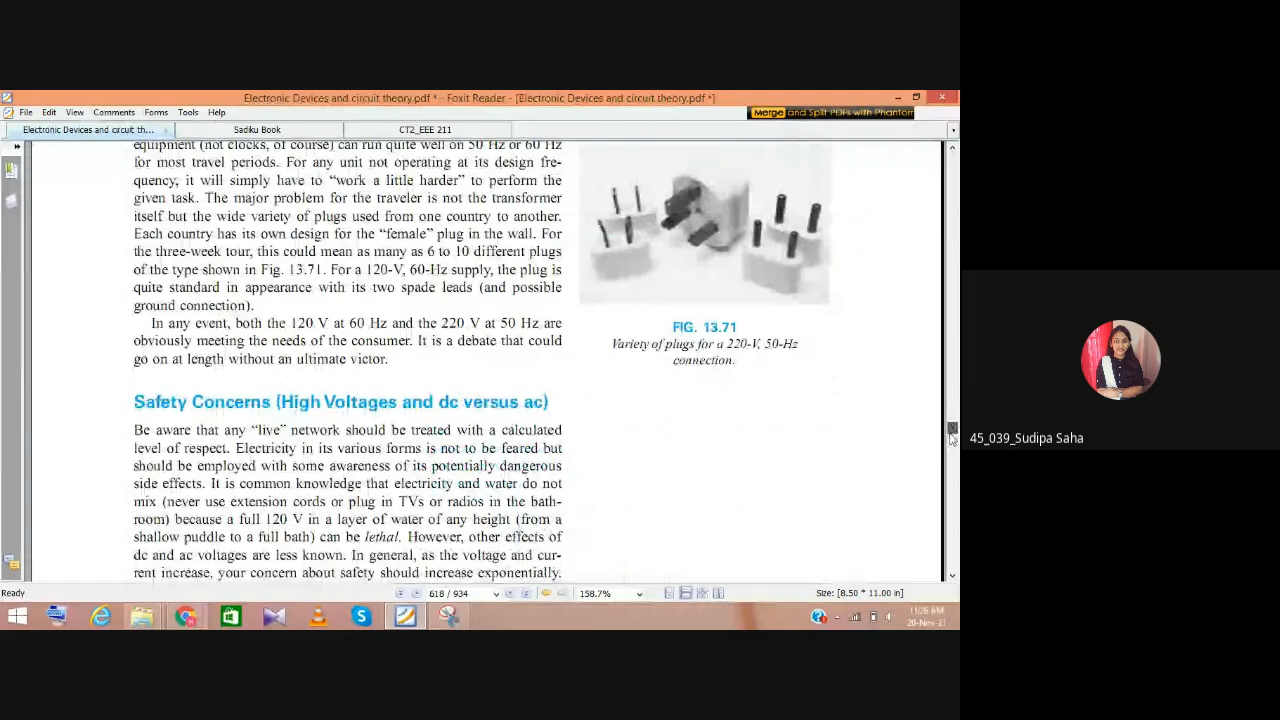 Electronic Devices and circuit theory.pdf * - Foxit Reader - [Electronic Devices and circuit theory.pdf *]
File Edit View Comments Forms Tools Help
Merge and Split PDFs with Phantom
Electronic Devices and circuit th... Sadiku Book CT2_EEE 211
equipment (not clocks, of course) can run quite well on 50 Hz or 60 Hz
for most travel periods. For any unit not operating at its design fre-
quency, it will simply have to “work a little harder” to perform the
given task. The major problem for the traveler is not the transformer
itself but the wide variety of plugs used from one country to another.
Each country has its own design for the “female” plug in the wall. For
the three-week tour, this could mean as many as 6 to 10 different plugs
of the type shown in Fig. 13.71. For a 120-V, 60-Hz supply, the plug is
quite standard in appearance with its two spade leads (and possible
ground connection).
In any event, both the 120 V at 60 Hz and the 220 V at 50 Hz are
obviously meeting the needs of the consumer. It is a debate that could
go on at length without an ultimate victor.
FIG. 13.71
Variety of plugs for a 220-V, 50-Hz
connection.
Safety Concerns (High Voltages and dc versus ac)
Be aware that any “live” network should be treated with a calculated
level of respect. Electricity in its various forms is not to be feared but
should be employed with some awareness of its potentially dangerous
side effects. It is common knowledge that electricity and water do not
mix (never use extension cords or plug in TVs or radios in the bath-
room) because a full 120 V in a layer of water of any height (from a
shallow puddle to a full bath) can be lethal. However, other effects of
dc and ac voltages are less known. In general, as the voltage and cur-
rent increase, your concern about safety should increase exponentially.
45_039_Sudipa Saha
Ready 618 / 934 158.7% Size: [8.50 * 11.00 in]
11:26 AM
20-Nov-21